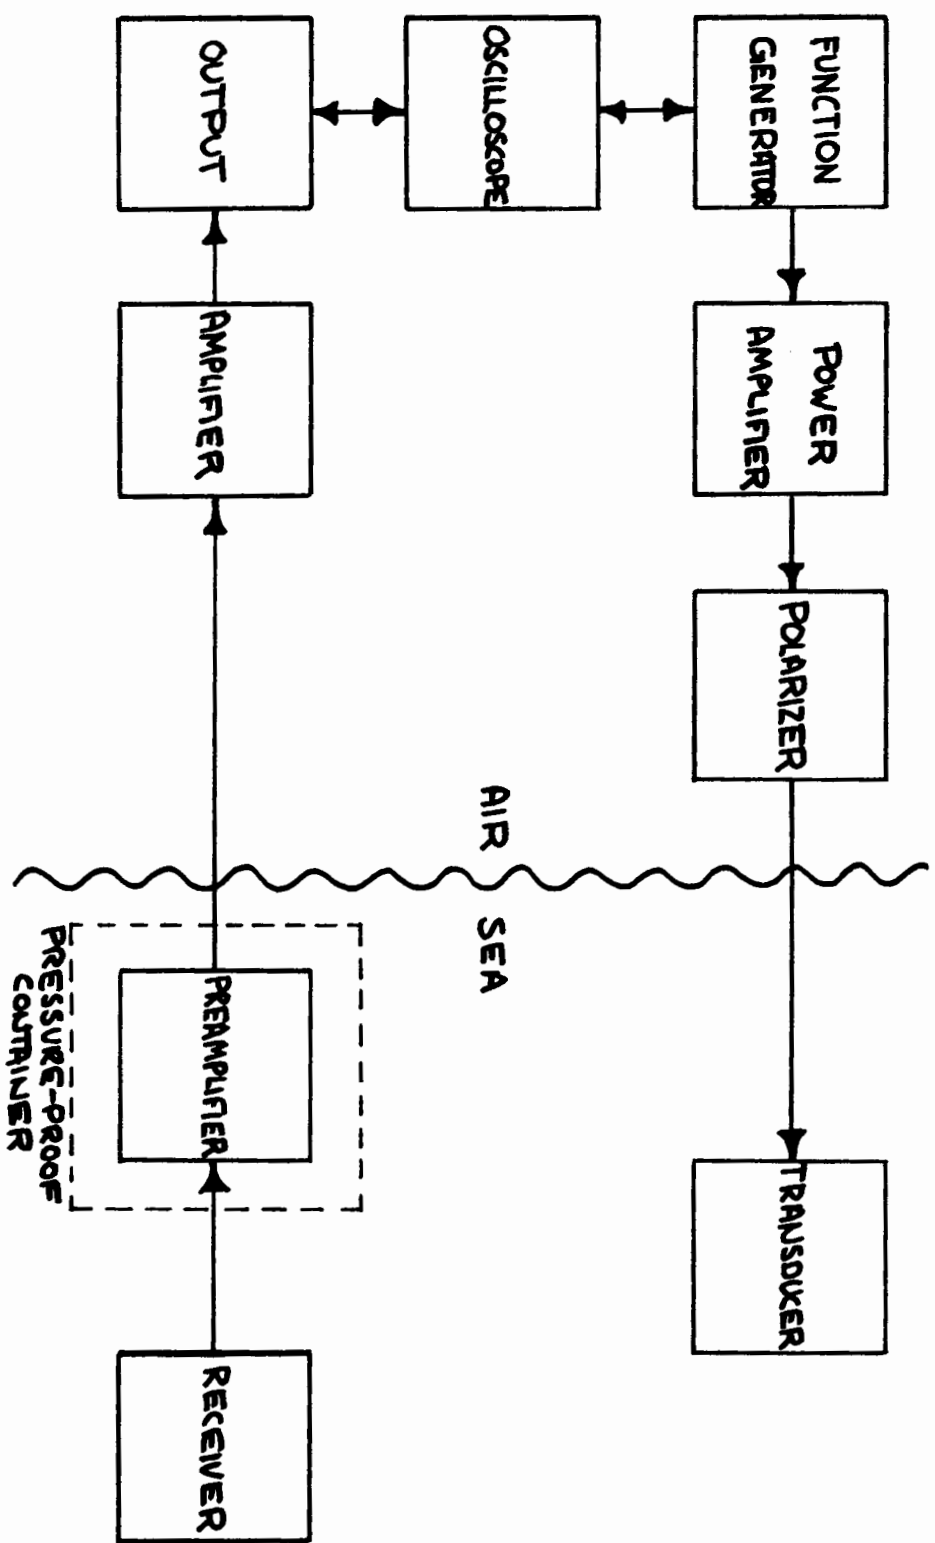 FUNCTION
GENERATOR
POWER
AMPLIFIER
POLARIZER
TRANSDUCER
OSCILLOSCOPE
AIR
SEA
OUTPUT
AMPLIFIER
PREAMPLIFIER
RECEIVER
PRESSURE-PROOF
CONTAINER